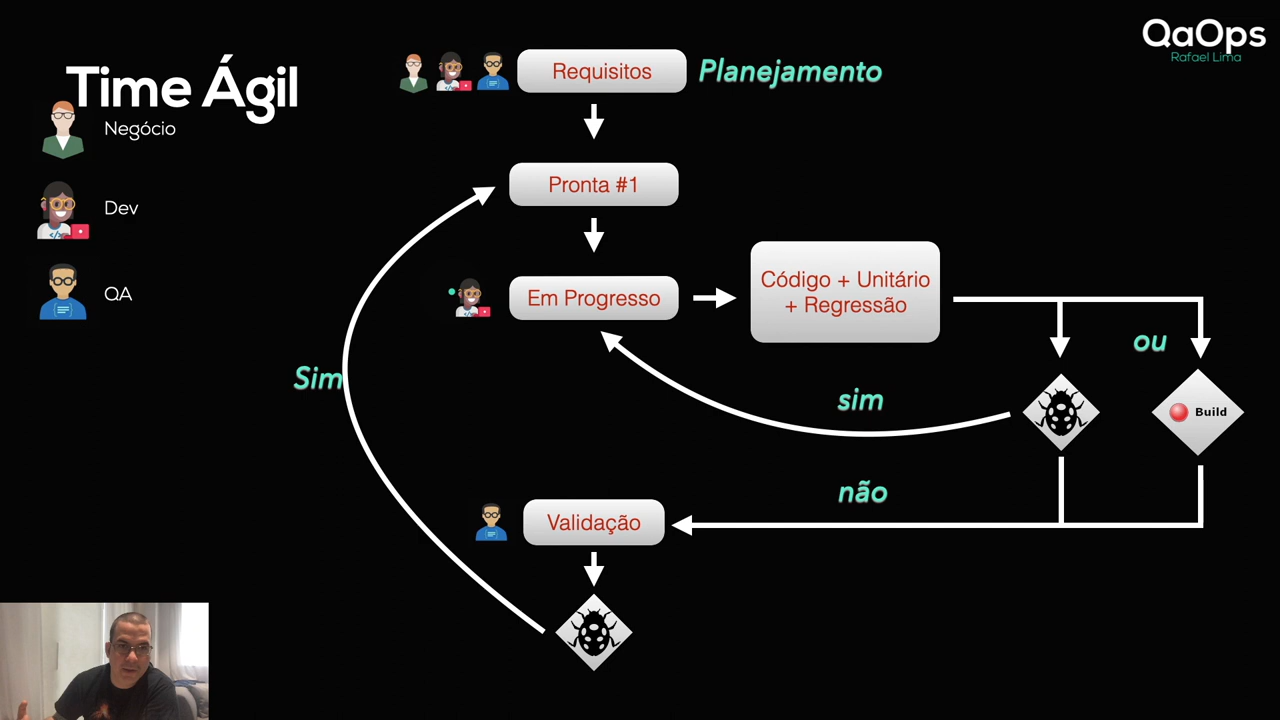 QaOps
Rafael Lima
Time Ágil
Negócio
Dev
QA
Requisitos
Planejamento
Pronta #1
Em Progresso
Código + Unitário
+ Regressão
ou
Sim
sim
Build
não
Validação